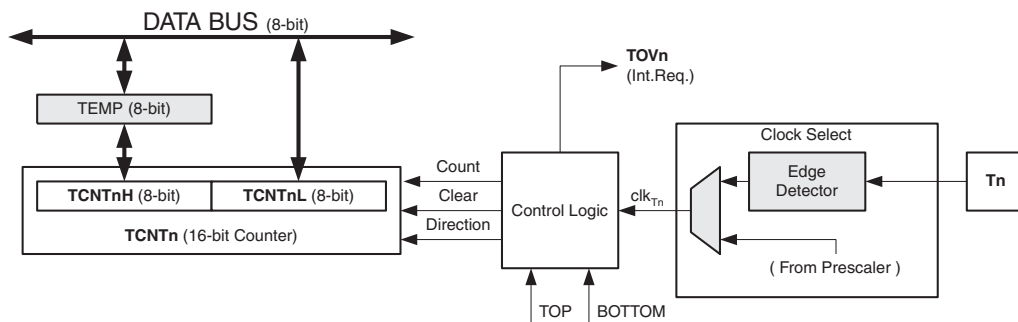 DATA BUS (8-bit)
TEMP (8-bit)
TCNTnH (8-bit)
TCNTnL (8-bit)
TCNTn (16-bit Counter)
Count
Clear
Direction
Control Logic
TOVn
(Int.Req.)
TOP
BOTTOM
clkTn
Clock Select
Edge
Detector
( From Prescaler )
Tn